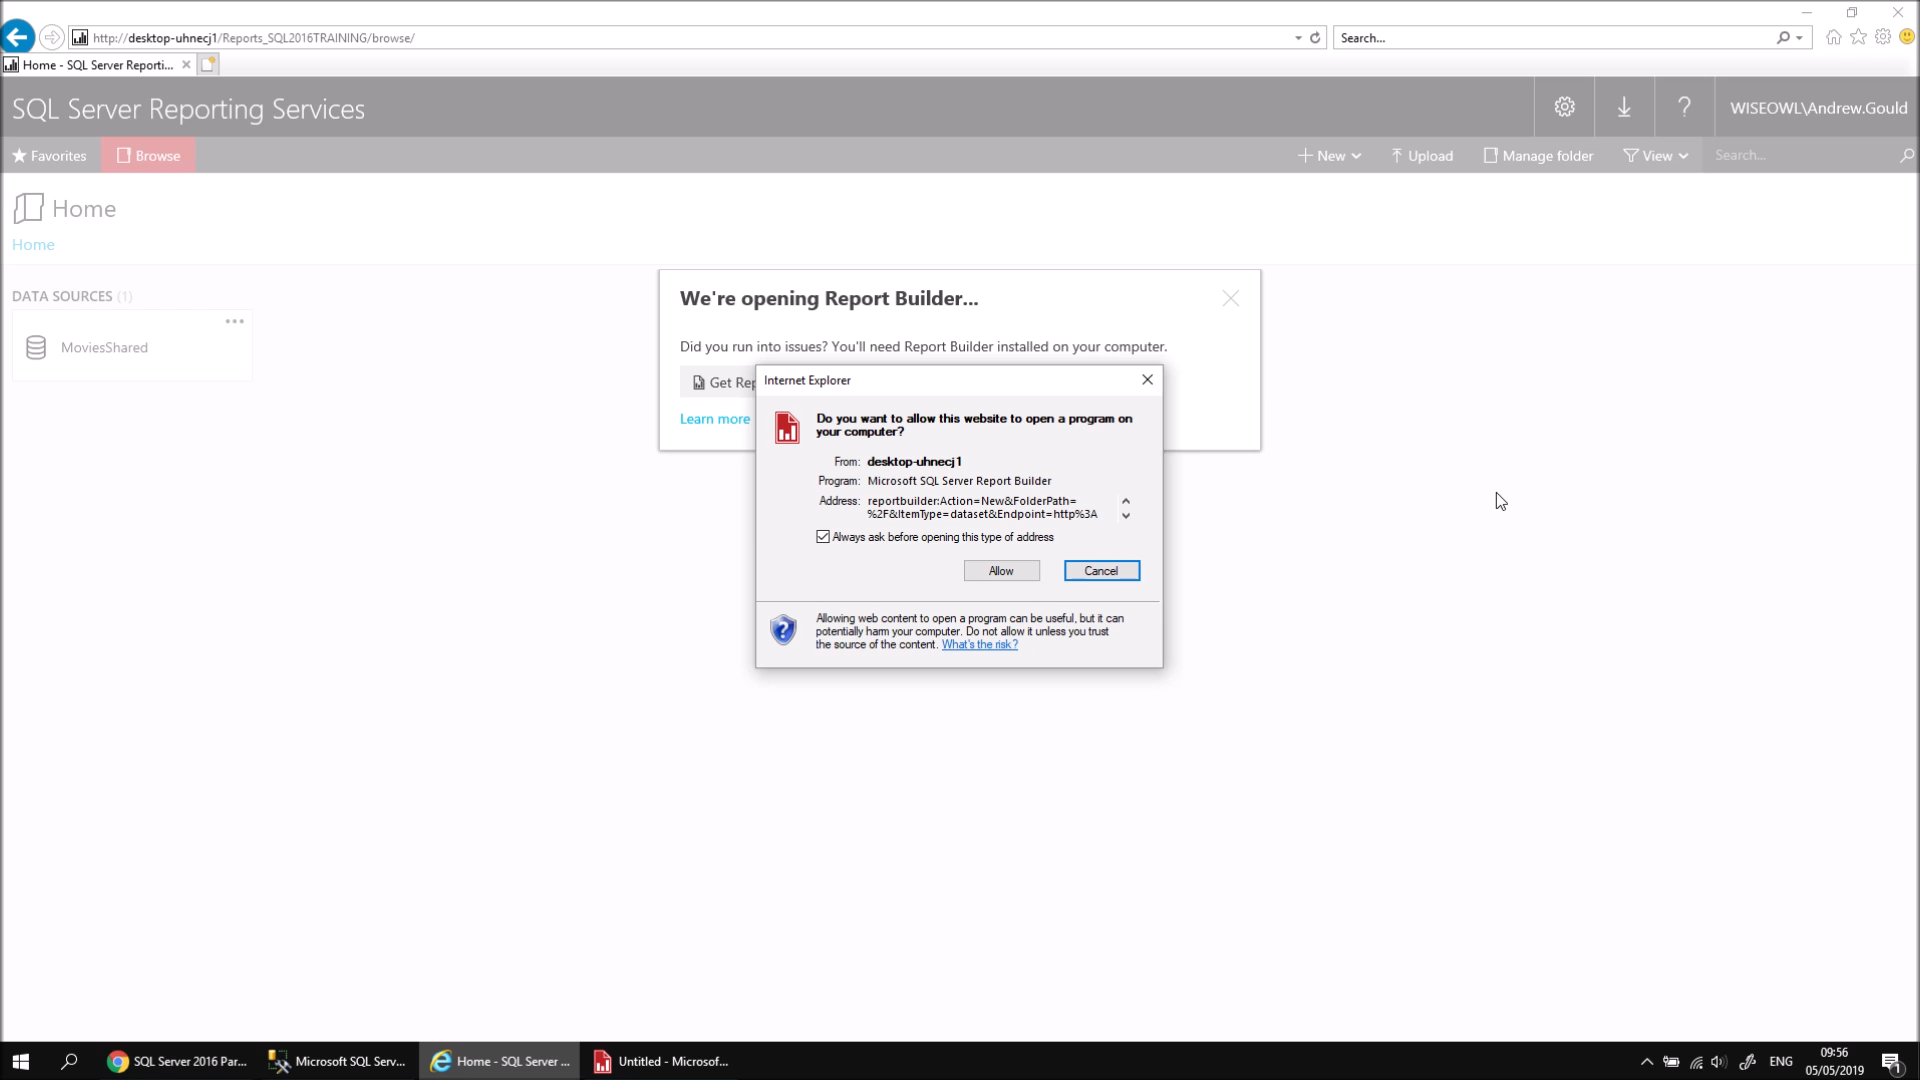 http://desktop-uhnecj1/Reports_SQL2016TRAINING/browse/
Search...
Home - SQL Server Reporti...
SQL Server Reporting Services
WISEOWL\Andrew.Gould
Favorites
Browse
New
Upload
Manage folder
View
Search...
Home
Home
DATA SOURCES (1)
MoviesShared
We're opening Report Builder...
Did you run into issues? You'll need Report Builder installed on your computer.
Get Rep
Learn more
Internet Explorer
Do you want to allow this website to open a program on
your computer?
From: desktop-uhnecj1
Program: Microsoft SQL Server Report Builder
Address: reportbuilder:Action=New&FolderPath=
%2F&ItemType=dataset&Endpoint=http%3A
Always ask before opening this type of address
Allow
Cancel
Allowing web content to open a program can be useful, but it can
potentially harm your computer. Do not allow it unless you trust
the source of the content. What's the risk?
SQL Server 2016 Par...
Microsoft SQL Serv...
Home - SQL Server ...
Untitled - Microsof...
ENG
09:56
05/05/2019
1